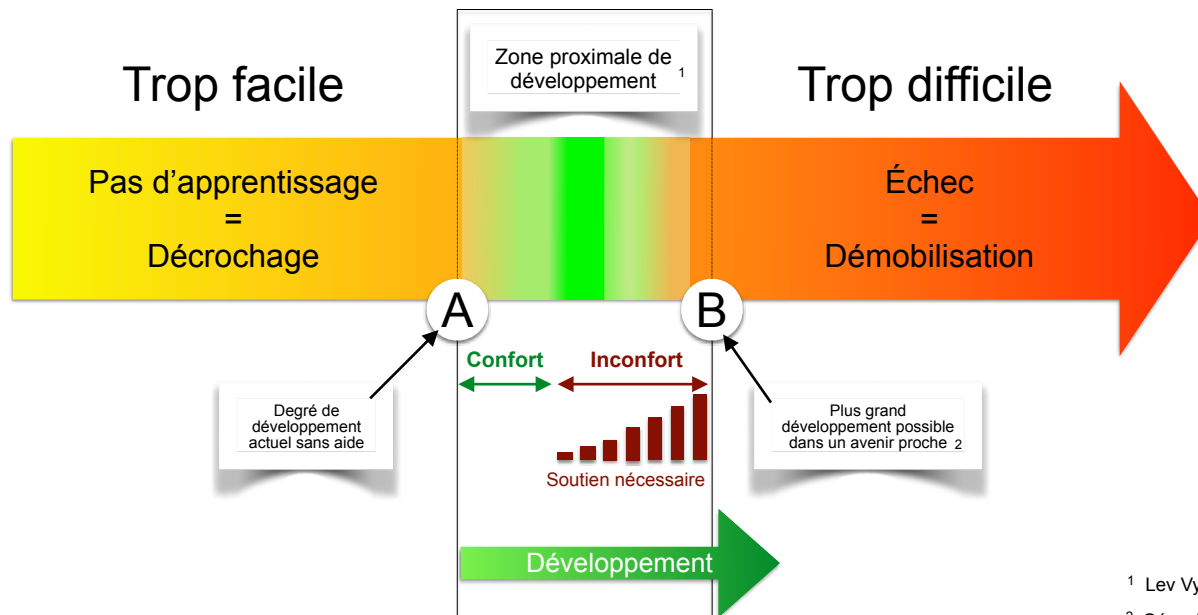 Trop facile
Zone proximale de
développement 1
Trop difficile
Pas d’apprentissage
=
Décrochage
Échec
=
Démobilisation
A
B
Confort
Inconfort
Degré de
développement
actuel sans aide
Plus grand
développement possible
dans un avenir proche 2
Soutien nécessaire
Développement
1 Lev